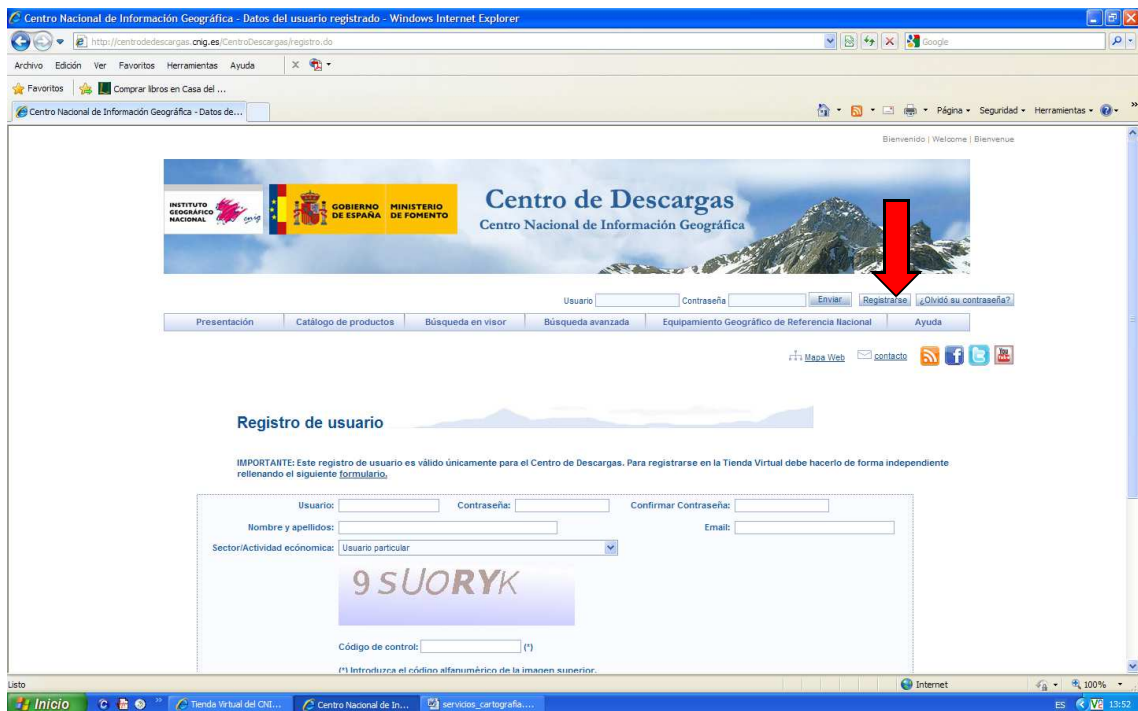 Centro Nacional de Información Geográfica - Datos del usuario registrado - Windows Internet Explorer
http://centrodedescargas.cnig.es/CentroDescargas/registro.do
Google
Archivo Edición Ver Favoritos Herramientas Ayuda
Favoritos Comprar libros en Casa del ...
Centro Nacional de Información Geográfica - Datos de...
Página Seguridad Herramientas
Bienvenido | Welcome | Bienvenue
INSTITUTO GEOGRÁFICO NACIONAL
cnig
GOBIERNO DE ESPAÑA
MINISTERIO DE FOMENTO
Centro de Descargas
Centro Nacional de Información Geográfica
Usuario Contraseña Enviar Registrarse ¿Olvidó su contraseña?
Presentación Catálogo de productos Búsqueda en visor Búsqueda avanzada Equipamiento Geográfico de Referencia Nacional Ayuda
Mapa Web contacto You Tube
Registro de usuario
IMPORTANTE: Este registro de usuario es válido únicamente para el Centro de Descargas. Para registrarse en la Tienda Virtual debe hacerlo de forma independiente
rellenando el siguiente formulario.
Usuario: Contraseña: Confirmar Contraseña:
Nombre y apellidos: Email:
Sector/Actividad ecónomica: Usuario particular
9SUORYK
Código de control: (*)
(*) Introduzca el código alfanumérico de la imagen superior.
Listo Internet 100%
Inicio Tienda Virtual del CNI... Centro Nacional de In... servicios_cartografia.... ES 13:52